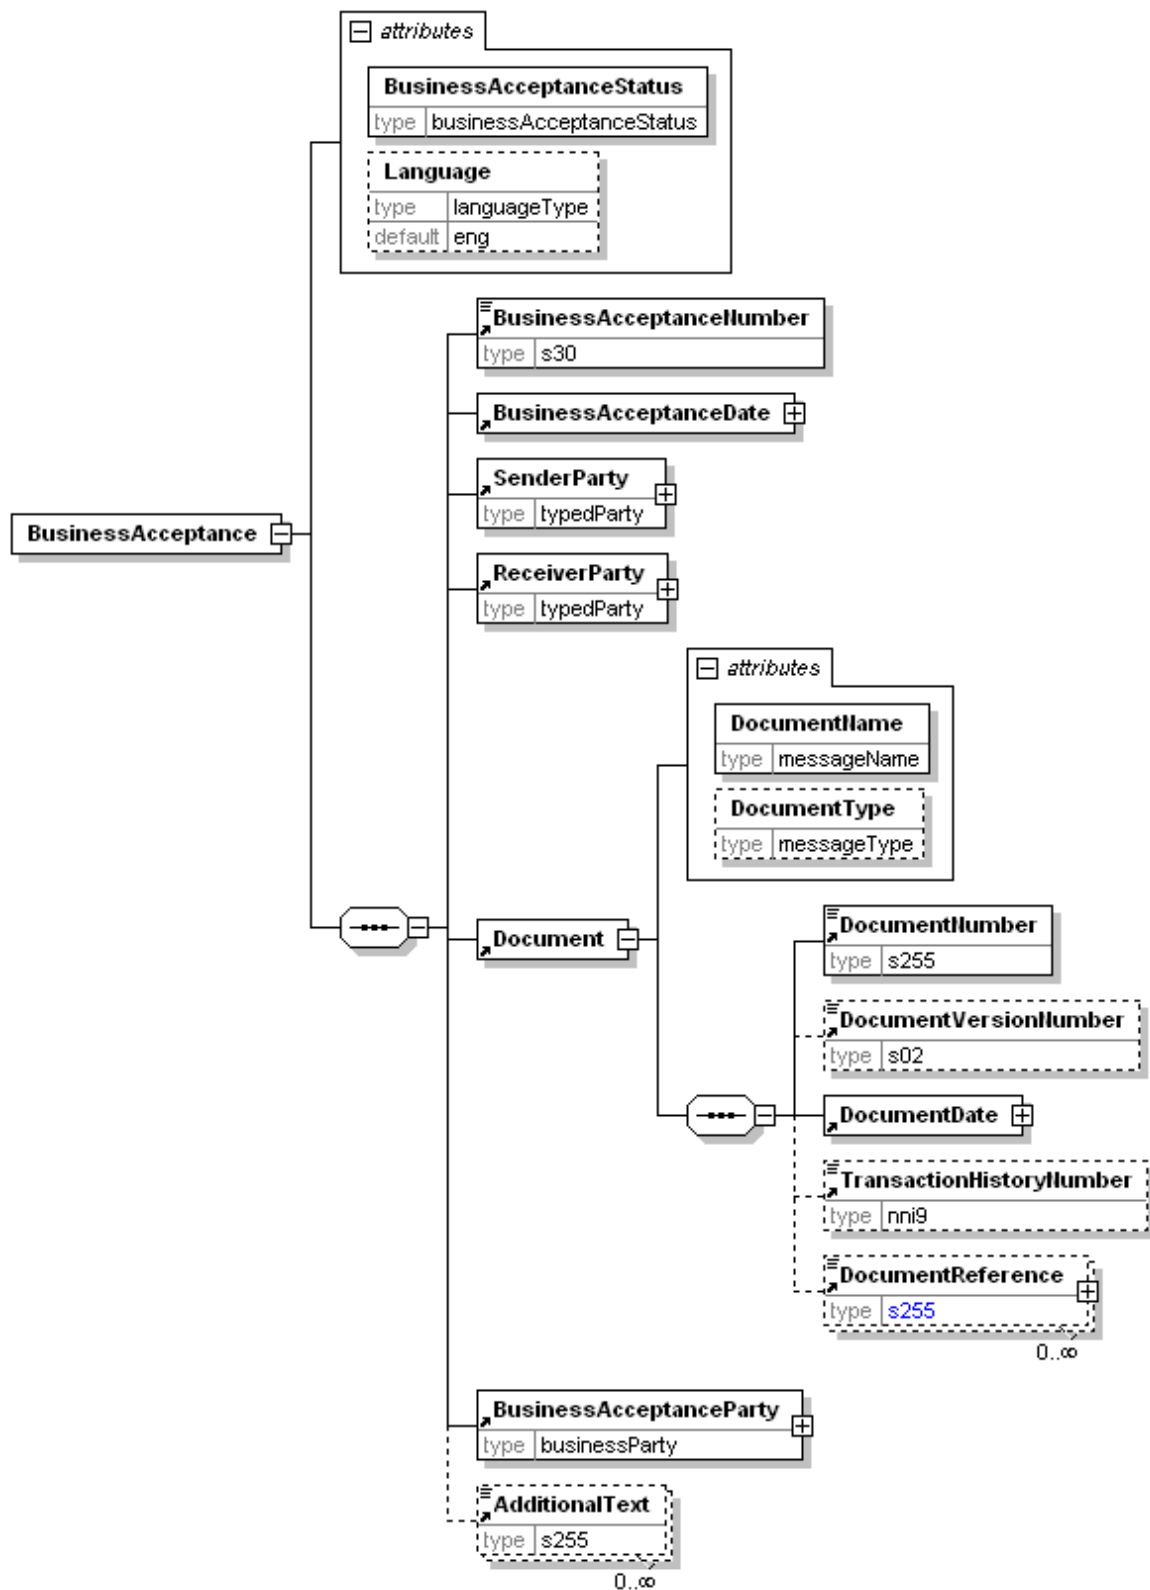 attributes
BusinessAcceptanceStatus
type businessAcceptanceStatus
Language
type languageType
default eng
BusinessAcceptanceNumber
type s30
BusinessAcceptanceDate
SenderParty
type typedParty
BusinessAcceptance
ReceiverParty
type typedParty
attributes
DocumentName
type messageName
DocumentType
type messageType
Document
DocumentNumber
type s255
DocumentVersionNumber
type s02
DocumentDate
TransactionHistoryNumber
type nni9
DocumentReference
type s255
0..∞
BusinessAcceptanceParty
type businessParty
AdditionalText
type s255
0..∞